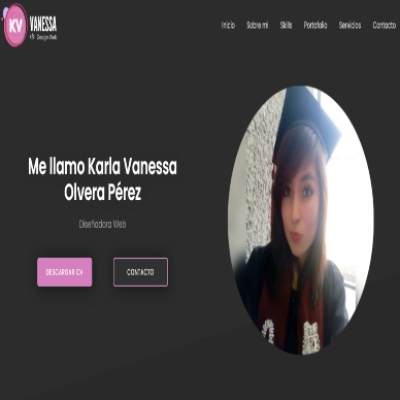 KV
VANESSA
</> Design Web
Inicio Sobre mi Skills Portafolio Servicios Contacto
Me llamo Karla Vanessa
Olvera Pérez
Diseñadora Web
DESCARGAR CV CONTACTO